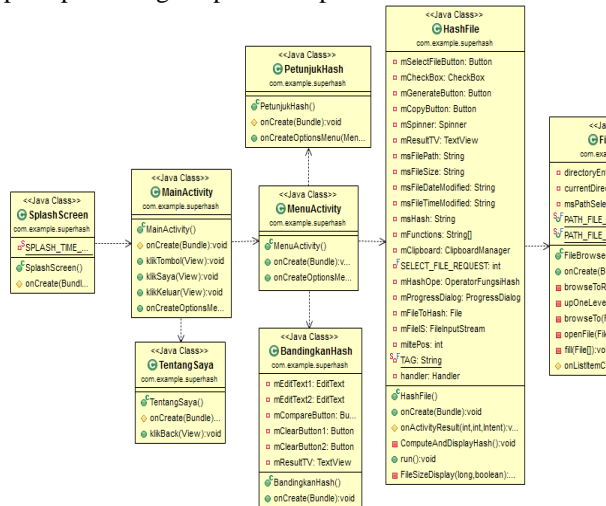 <<Java Class>>
SplashScreen
com.example.superhash
SPLASH_TIME_...
SplashScreen()
onCreate(Bundl...
<<Java Class>>
MainActivity
com.example.superhash
MainActivity()
onCreate(Bundle):void
klikTombol(View):void
klikSaya(View):void
klikKeluar(View):void
onCreateOptionsMe...
<<Java Class>>
TentangSaya
com.example.superhash
TentangSaya()
onCreate(Bundle)...
klikBack(View):void
<<Java Class>>
PetunjukHash
com.example.superhash
PetunjukHash()
onCreate(Bundle):void
onCreateOptionsMenu(Men...
<<Java Class>>
MenuActivity
com.example.superhash
MenuActivity()
onCreate(Bundle):v...
onCreateOptionsMe...
<<Java Class>>
BandingkanHash
com.example.superhash
mEditText1: EditText
mEditText2: EditText
mCompareButton: Bu...
mClearButton1: Button
mClearButton2: Button
mResultTV: TextView
BandingkanHash()
onCreate(Bundle):void
<<Java Class>>
HashFile
com.example.superhash
mSelectFileButton: Button
mCheckBox: CheckBox
mGenerateButton: Button
mCopyButton: Button
mSpinner: Spinner
mResultTV: TextView
msFilePath: String
msFileSize: String
msFileDateModified: String
msFileTimeModified: String
msHash: String
mFunctions: String[]
mClipboard: ClipboardManager
SELECT_FILE_REQUEST: int
mHashOpe: OperatorFungsiHash
mProgressDialog: ProgressDialog
mFileToHash: File
mFileIS: FileInputStream
miItePos: int
TAG: String
handler: Handler
HashFile()
onCreate(Bundle):void
onActivityResult(int,int,Intent):v...
ComputeAndDisplayHash():void
run():void
FileSizeDisplay(long,boolean):...
<<Ja
Fi
com.exa
directoryEn
currentDire
msPathSele
PATH_FILE_
PATH_FILE_
FileBrowse
onCreate(B
browseToR
upOneLeve
browseTo(F
openFile(File
fill(File[]):vo
onListItemC